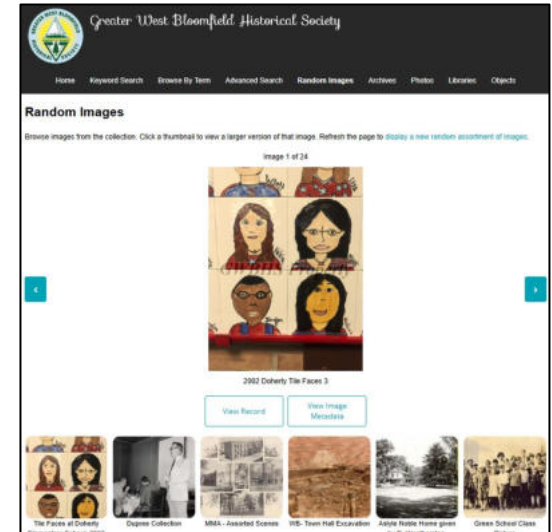 Greater West Bloomfield Historical Society
Home Keyword Search Browse By Term Advanced Search Random Images Archives Photos Libraries Objects
Random Images
Browse images from the collection. Click a thumbnail to view a larger version of that image. Refresh the page to display a new random assortment of images.
Image 1 of 24
2002 Doherty Tile Faces 3
View Record
View Image
Metadata
Tile Faces at Doherty
Dupree Collection
MMA - Assorted Scenes
WB- Town Hall Excavation
Noble Home given
Green School Class